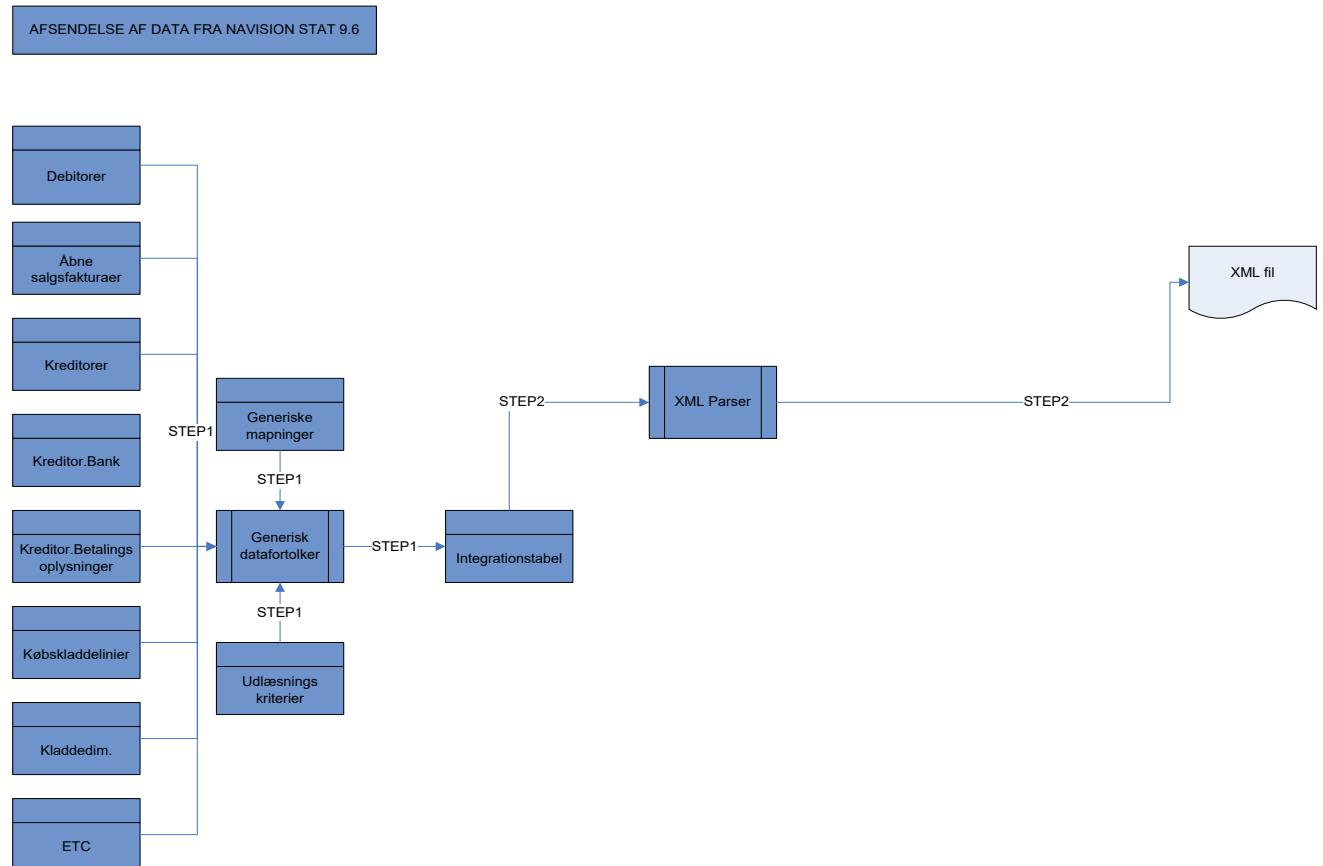 AFSENDELSE AF DATA FRA NAVISION STAT 9.6
Debitorer
Åbne
salgsfakturaer
Kreditorer
Kreditor.Bank
Kreditor.Betalings
oplysninger
Købskladdelinier
Kladdedim.
ETC
STEP1
Generiske
mapninger
STEP1
Generisk
datafortolker
STEP1
Udlæsnings
kriterier
STEP1
Integrationstabel
STEP2
XML Parser
STEP2
XML fil